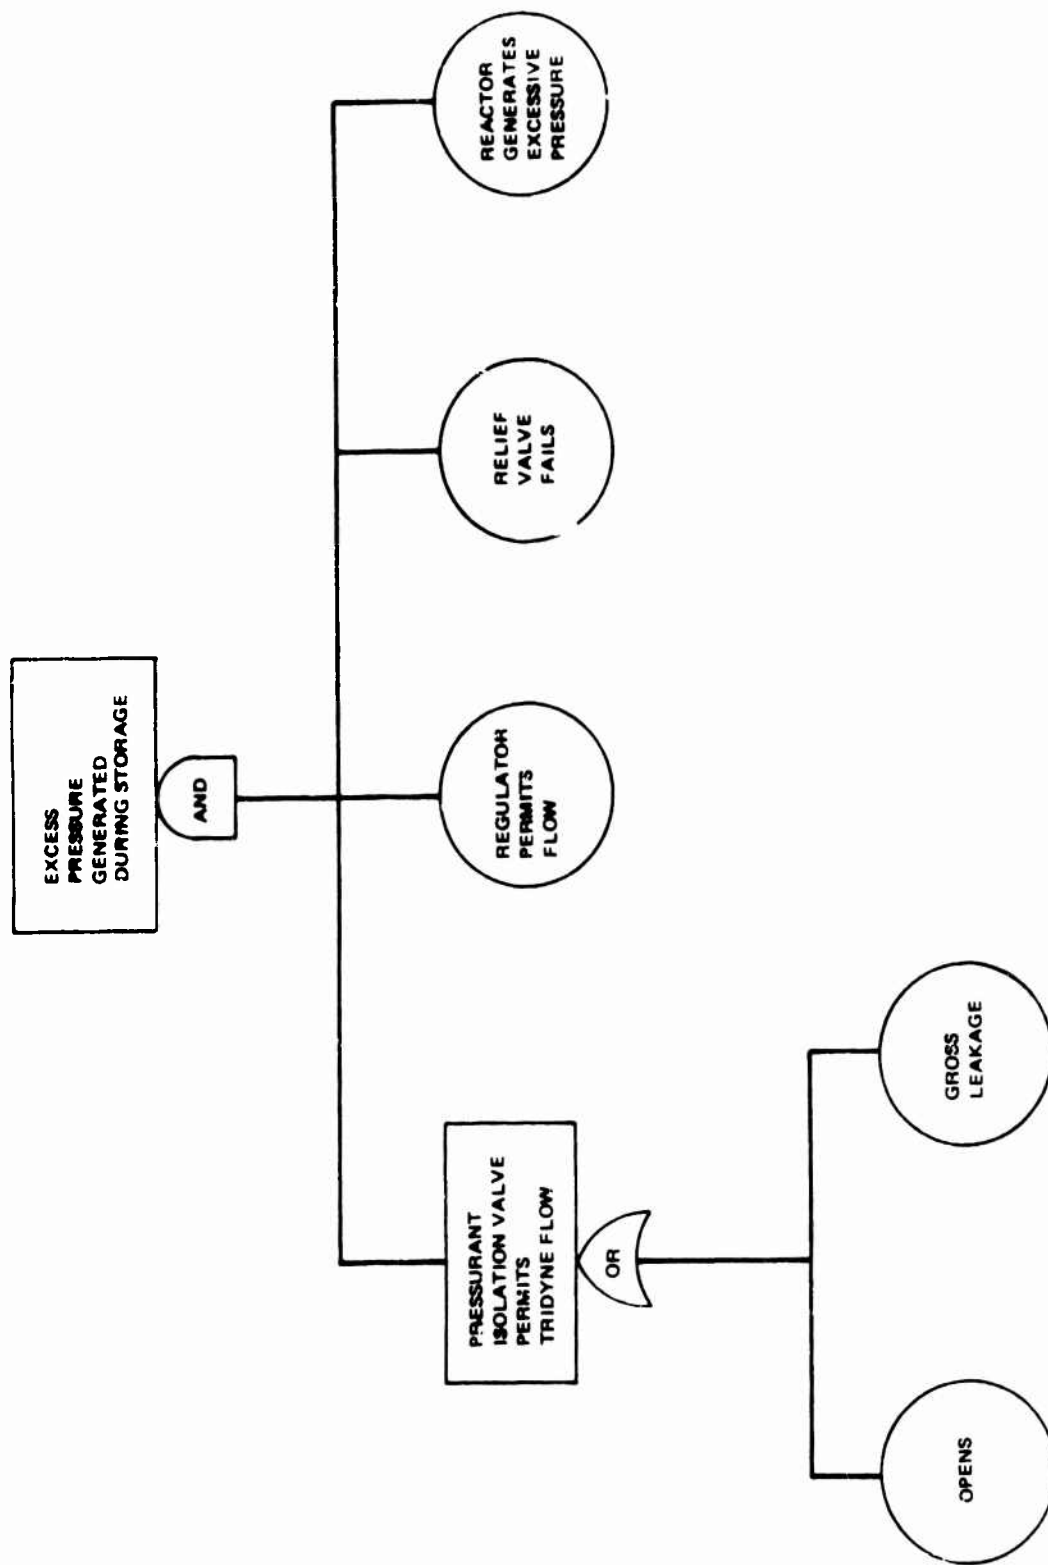 EXCESS
PRESSURE
GENERATED
DURING STORAGE
AND
PRESSURANT
ISOLATION VALVE
PERMITS
TRIDYNE FLOW
REGULATOR
PERMITS
FLOW
RELIEF
VALVE
FAILS
REACTOR
GENERATES
EXCESSIVE
PRESSURE
OR
OPENS
GROSS
LEAKAGE